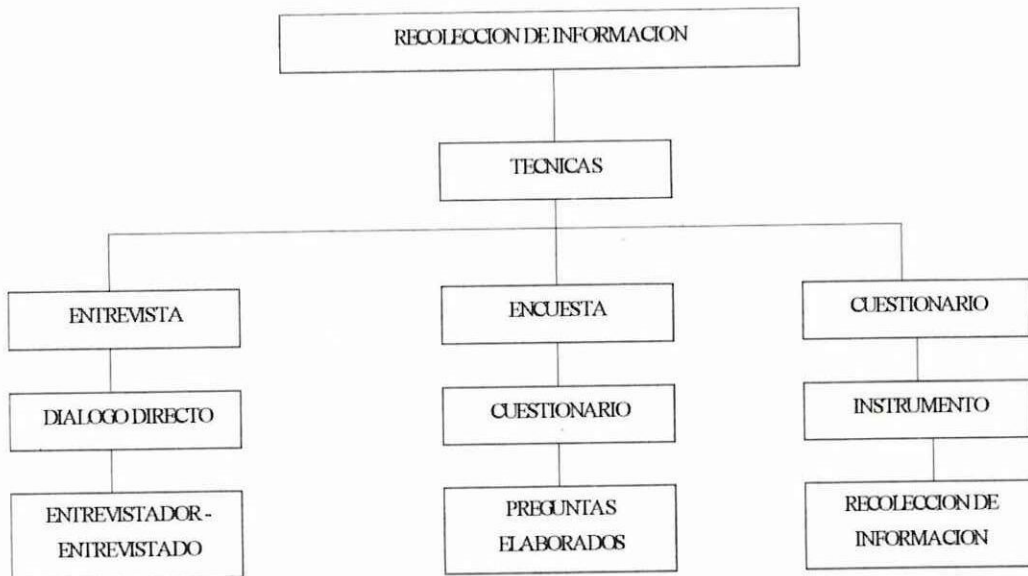 RECOLECCION DE INFORMACION
TECNICAS
ENTREVISTA
ENCUESTA
CUESTIONARIO
DIALOGO DIRECTO
CUESTIONARIO
INSTRUMENTO
ENTREVISTADOR -
ENTREVISTADO
PREGUNTAS
ELABORADOS
RECOLECCION DE
INFORMACION